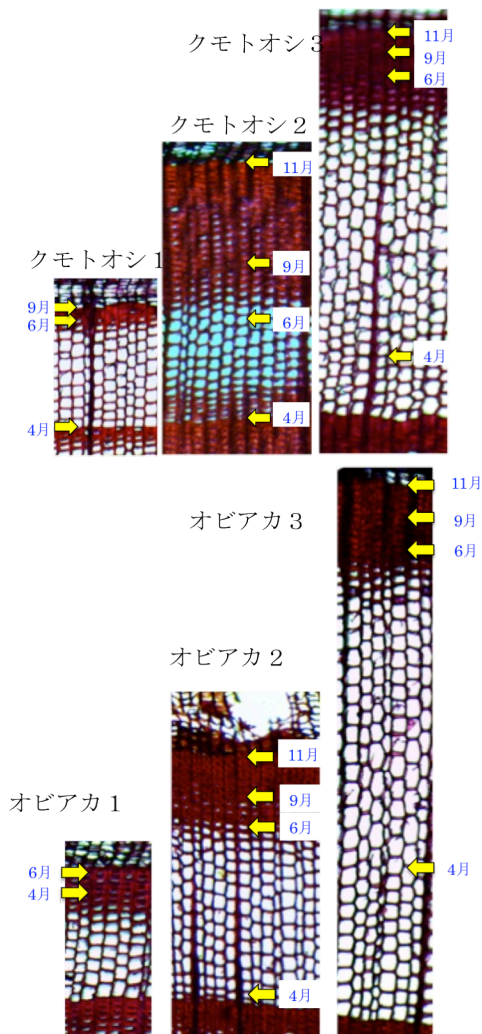 クモトオシ３
11月
9月
6月
4月
クモトオシ２
11月
9月
6月
4月
クモトオシ１
9月
6月
4月
オビアカ３
11月
9月
6月
4月
オビアカ２
11月
9月
6月
4月
オビアカ１
6月
4月